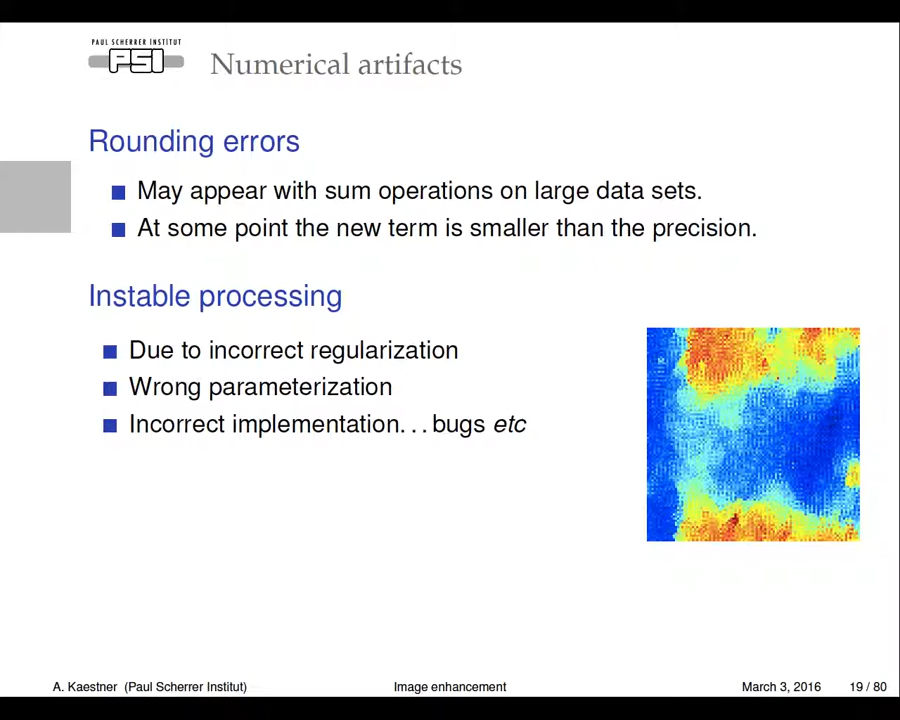 PAUL SCHERRER INSTITUT
PSI
Numerical artifacts
Rounding errors
May appear with sum operations on large data sets.
At some point the new term is smaller than the precision.
Instable processing
Due to incorrect regularization
Wrong parameterization
Incorrect implementation...bugs etc
A. Kaestner (Paul Scherrer Institut) Image enhancement March 3, 2016 19 / 80